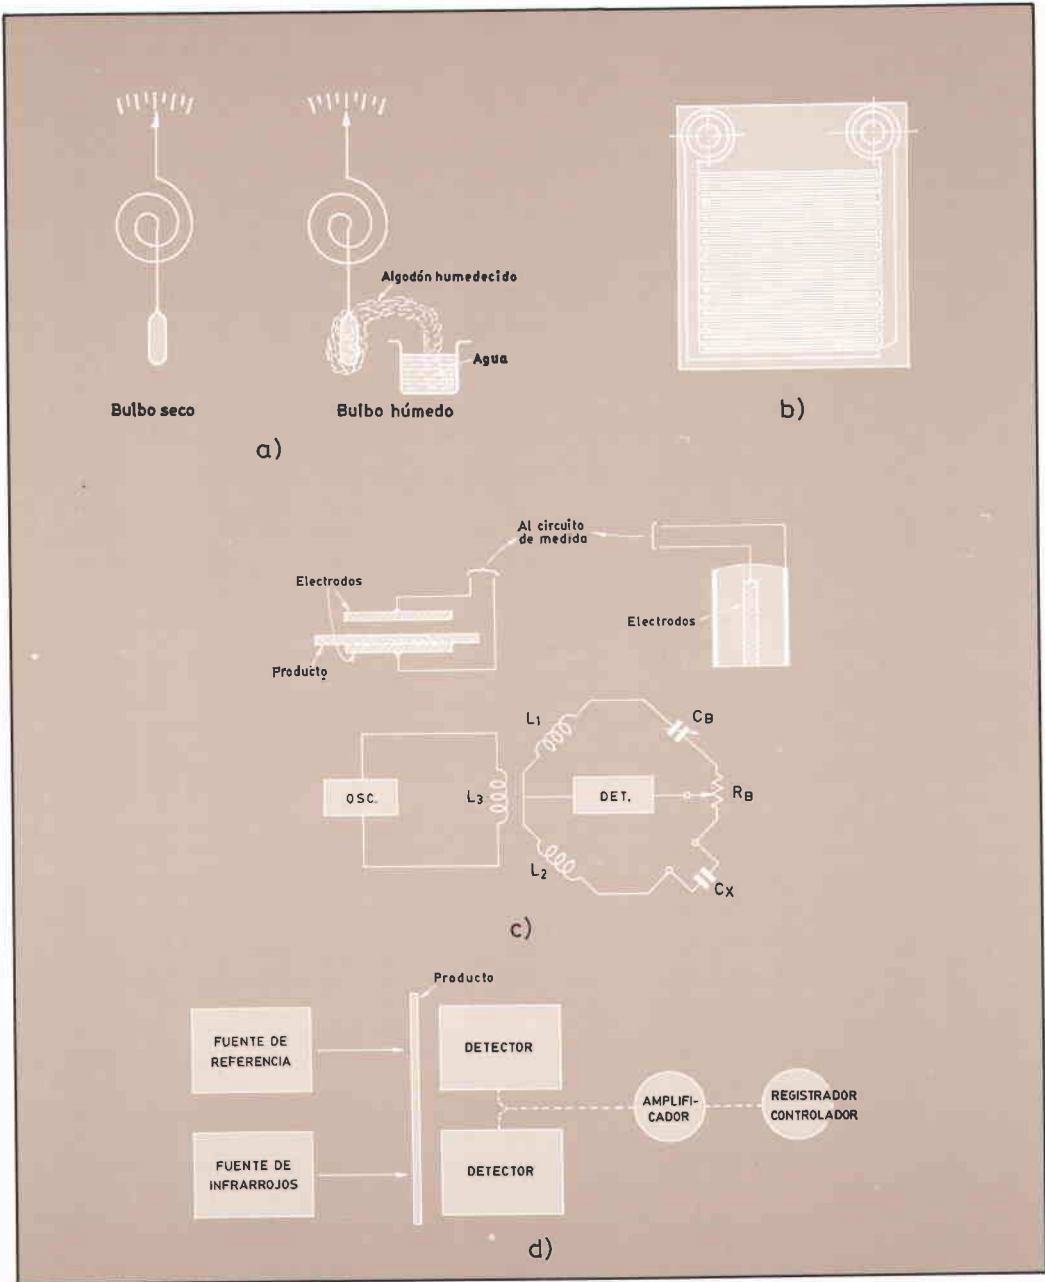 Algodón humedecido
Agua
Bulbo seco
Bulbo húmedo
a)
b)
Al circuito
de medida
Electrodos
Producto
Electrodos
L1
CB
OSC.
L3
DET.
RB
L2
CX
c)
Producto
FUENTE DE
REFERENCIA
DETECTOR
AMPLIFI-
CADOR
REGISTRADOR
CONTROLADOR
FUENTE DE
INFRARROJOS
DETECTOR
d)